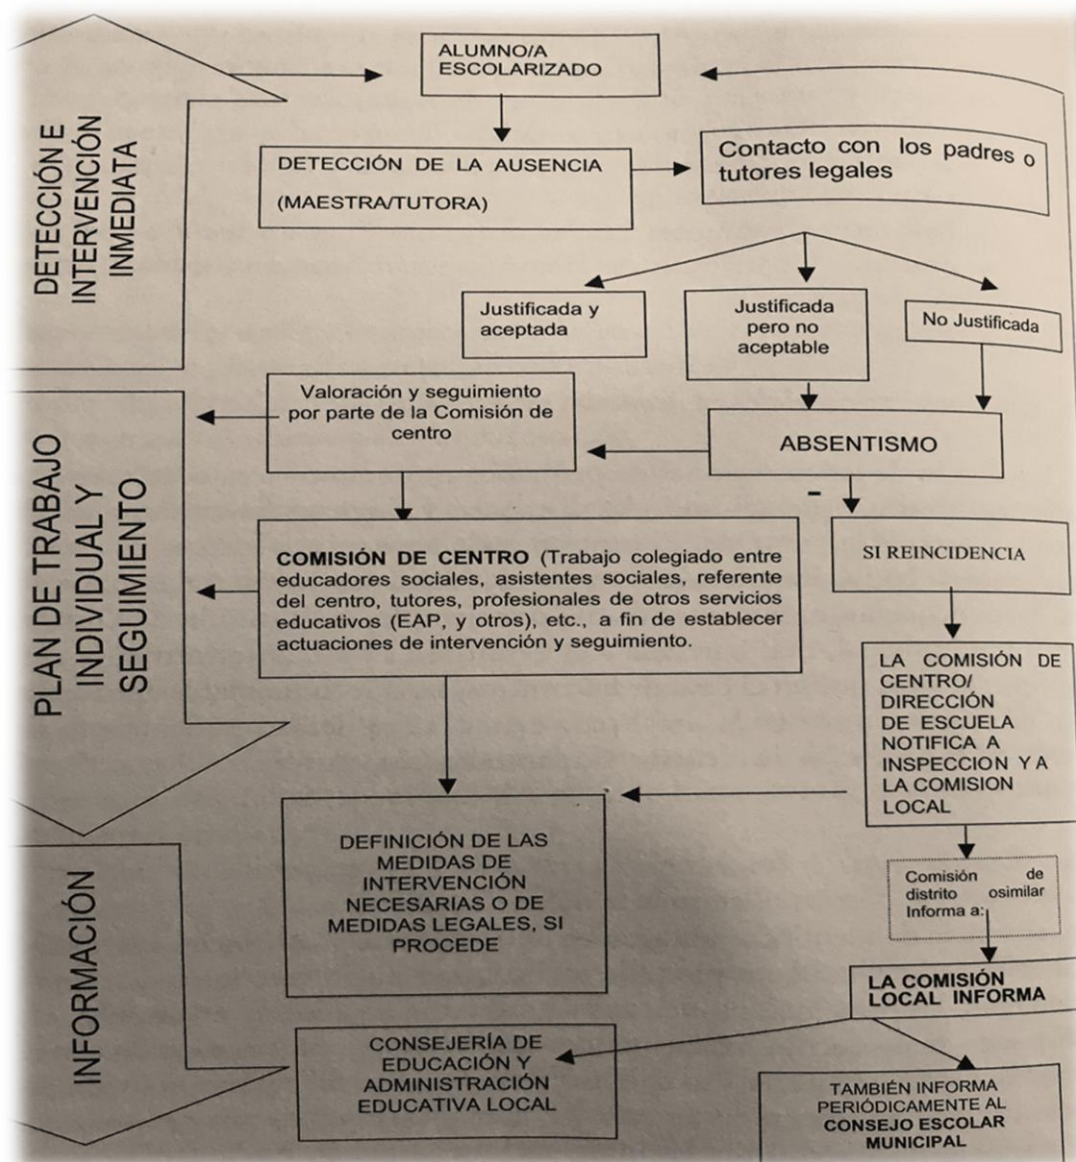 DETECCIÓN E
INTERVENCIÓN
INMEDIATA
ALUMNO/A
ESCOLARIZADO
DETECCIÓN DE LA AUSENCIA
(MAESTRA/TUTORA)
Contacto con los padres o
tutores legales
Justificada y
aceptada
Justificada
pero no
aceptable
No Justificada
PLAN DE TRABAJO
INDIVIDUAL Y
SEGUIMIENTO
Valoración y seguimiento
por parte de la Comisión de
centro
ABSENTISMO
SI REINCIDENCIA
COMISIÓN DE CENTRO (Trabajo colegiado entre
educadores sociales, asistentes sociales, referente
del centro, tutores, profesionales de otros servicios
educativos (EAP, y otros), etc., a fin de establecer
actuaciones de intervención y seguimiento.
LA COMISIÓN DE
CENTRO/
DIRECCIÓN
DE ESCUELA
NOTIFICA A
INSPECCION Y A
LA COMISION
LOCAL
INFORMACIÓN
DEFINICIÓN DE LAS
MEDIDAS DE
INTERVENCIÓN
NECESARIAS O DE
MEDIDAS LEGALES, SI
PROCEDE
Comisión de
distrito osimilar
Informa a:
LA COMISIÓN
LOCAL INFORMA
CONSEJERÍA DE
EDUCACIÓN Y
ADMINISTRACIÓN
EDUCATIVA LOCAL
TAMBIÉN INFORMA
PERIÓDICAMENTE AL
CONSEJO ESCOLAR
MUNICIPAL